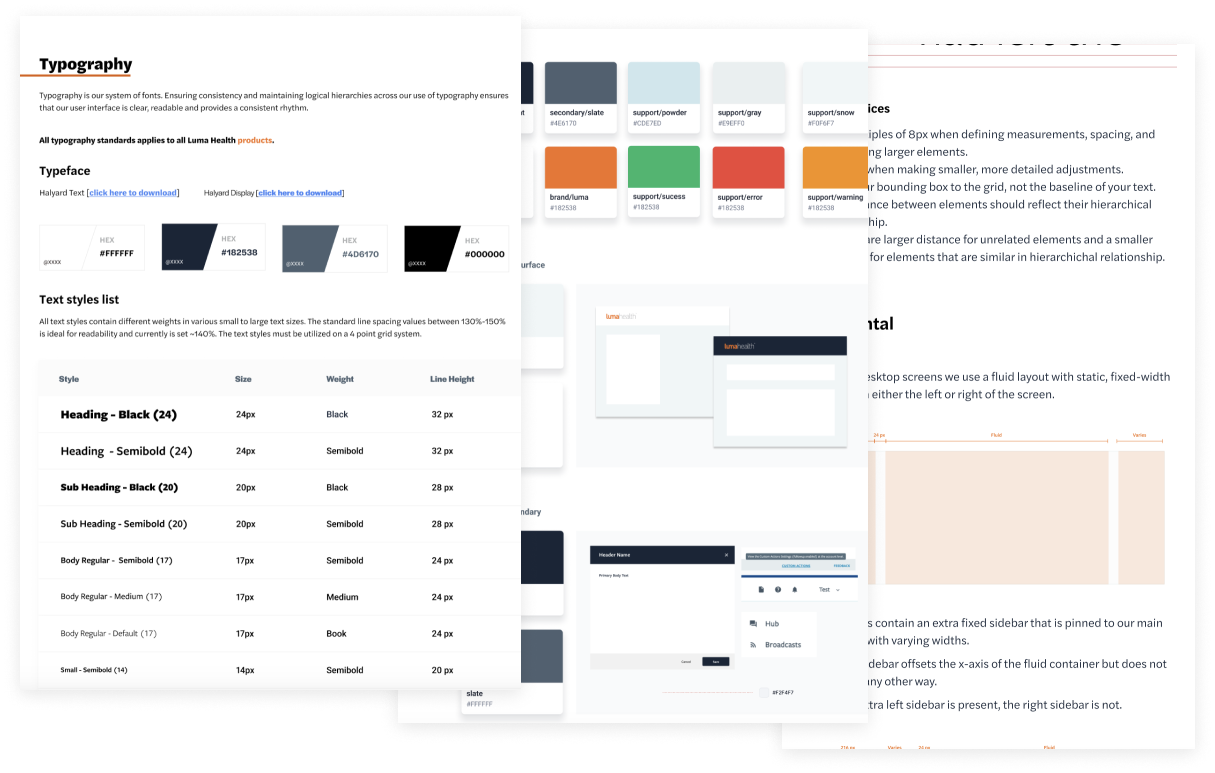 Typography
Typography is our system of fonts. Ensuring consistency and maintaining logical hierarchies across our use of typography ensures
that our user interface is clear, readable and provides a consistent rhythm.
All typography standards applies to all Luma Health products.
Typeface
Halyard Text [click here to download]
Halyard Display [click here to download]
HEX
#FFFFFF
@XXXX
HEX
#182538
@XXXX
HEX
#4D6170
@XXXX
HEX
#000000
@XXXX
Text styles list
All text styles contain different weights in various small to large text sizes. The standard line spacing values between 130%-150%
is ideal for readability and currently is set ~140%. The text styles must be utilized on a 4 point grid system.
Style Size Weight Line Height
Heading - Black (24) 24px Black 32 px
Heading - Semibold (24) 24px Semibold 32 px
Sub Heading - Black (20) 20px Black 28 px
Sub Heading - Semibold (20) 20px Semibold 28 px
Body Regular - Semibold (17) 17px Semibold 24 px
Body Regular - Medium (17) 17px Medium 24 px
Body Regular - Default (17) 17px Book 24 px
Small - Semibold (14) 14px Semibold 20 px
secondary/slate
#4E6170
support/powder
#CDE7ED
support/gray
#E9EFF0
support/snow
#F0F6F7
brand/luma
#182538
support/sucess
#182538
support/error
#182538
support/warning
#182538
urface
lumahealth
lumahealth
ndary
slate
#FFFFFF
Header Name
Primary Body Text
Cancel
Save
CUSTOM ACTIONS
FEEDBACK
Test
Hub
Broadcasts
#F2F4F7
ices
iples of 8px when defining measurements, spacing, and
ng larger elements.
when making smaller, more detailed adjustments.
r bounding box to the grid, not the baseline of your text.
nce between elements should reflect their hierarchical
hip.
are larger distance for unrelated elements and a smaller
for elements that are similar in hierarchichal relationship.
ntal
esktop screens we use a fluid layout with static, fixed-width
either the left or right of the screen.
24 px
Fluid
Varies
s contain an extra fixed sidebar that is pinned to our main
with varying widths.
debar offsets the x-axis of the fluid container but does not
any other way.
tra left sidebar is present, the right sidebar is not.
216 px
Varies
24 px
Fluid